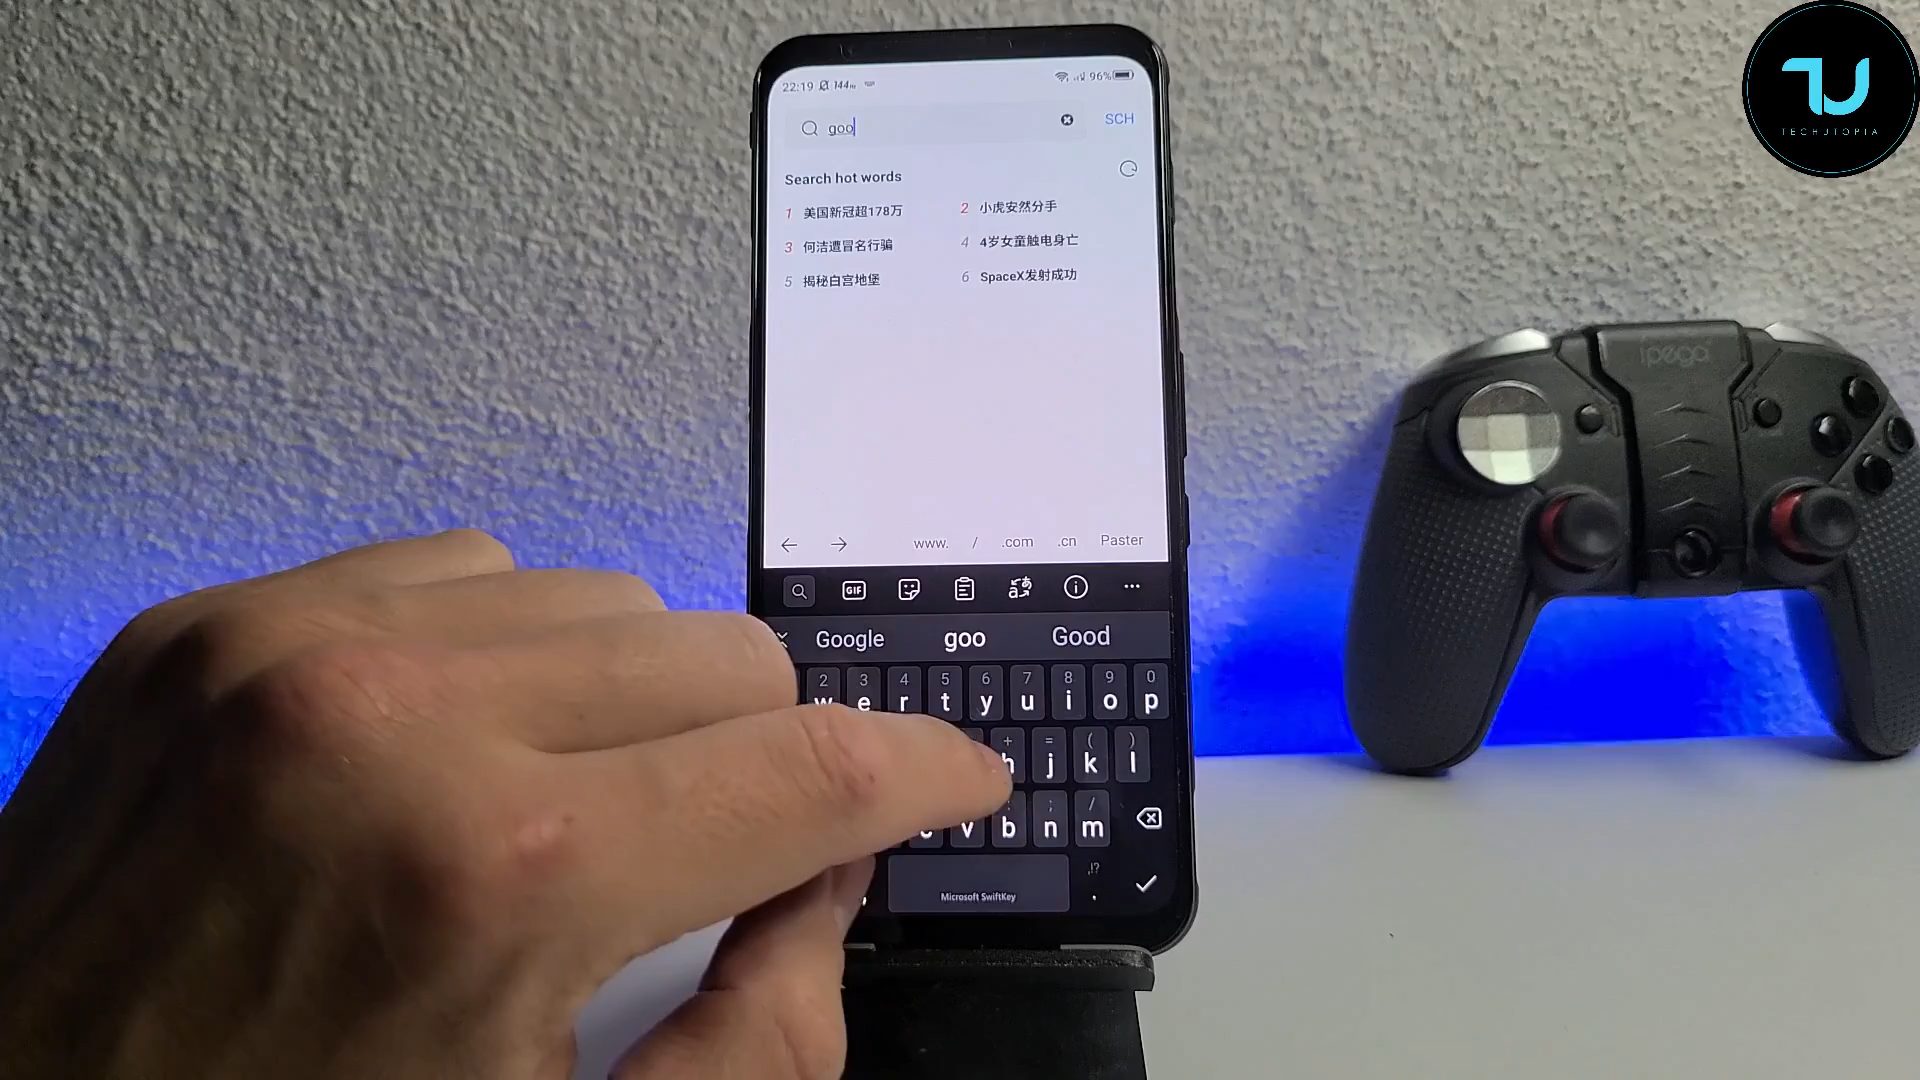 22:19 144Hz 96%
goo SCH
Search hot words
1 美国新冠超178万 2 小虎安然分手
3 何洁遭冒名行骗 4 4岁女童触电身亡
5 揭秘白宫地堡 6 SpaceX发射成功
www. / .com .cn Paster
GIF
Google goo Good
2 3 4 5 6 7 8 9 0
w e r t y u i o p
+ = ( )
h j k l
; /
c v b n m
,!?
Microsoft SwiftKey
ipega
TU
TECHUTOPIA